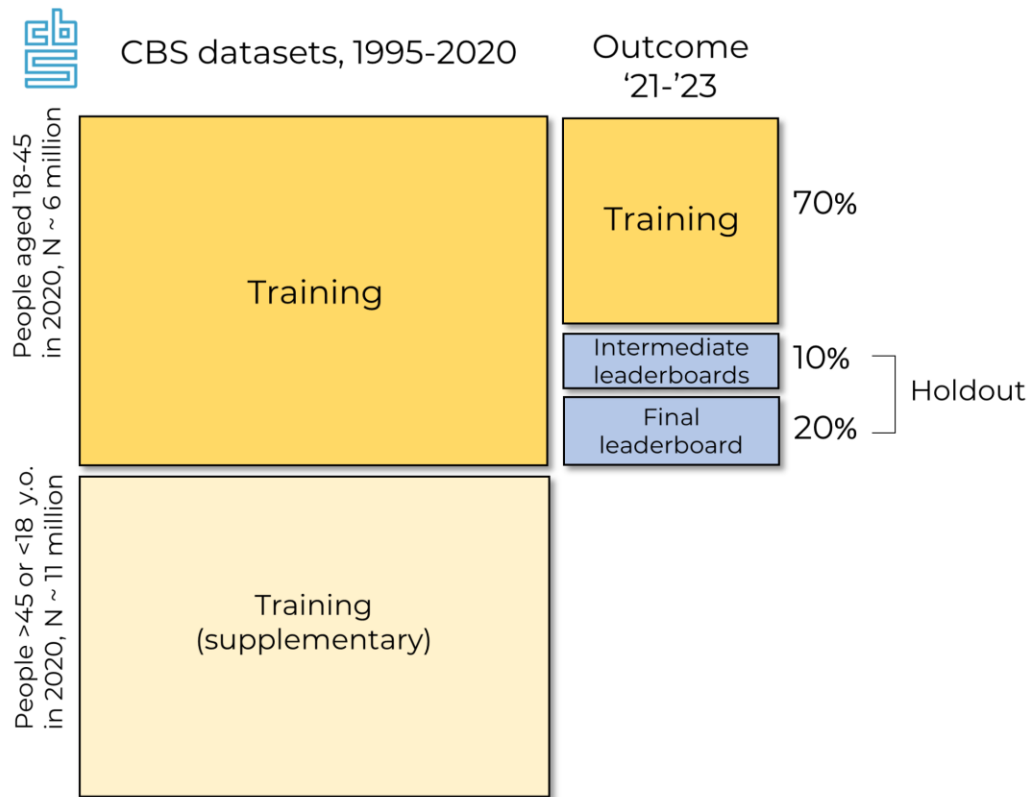 cbs
CBS datasets, 1995-2020
Outcome
‘21-’23
People aged 18-45
in 2020, N ~ 6 million
Training
Training
70%
Intermediate
leaderboards
10%
Final
leaderboard
20%
Holdout
People >45 or <18 y.o.
in 2020, N ~ 11 million
Training
(supplementary)